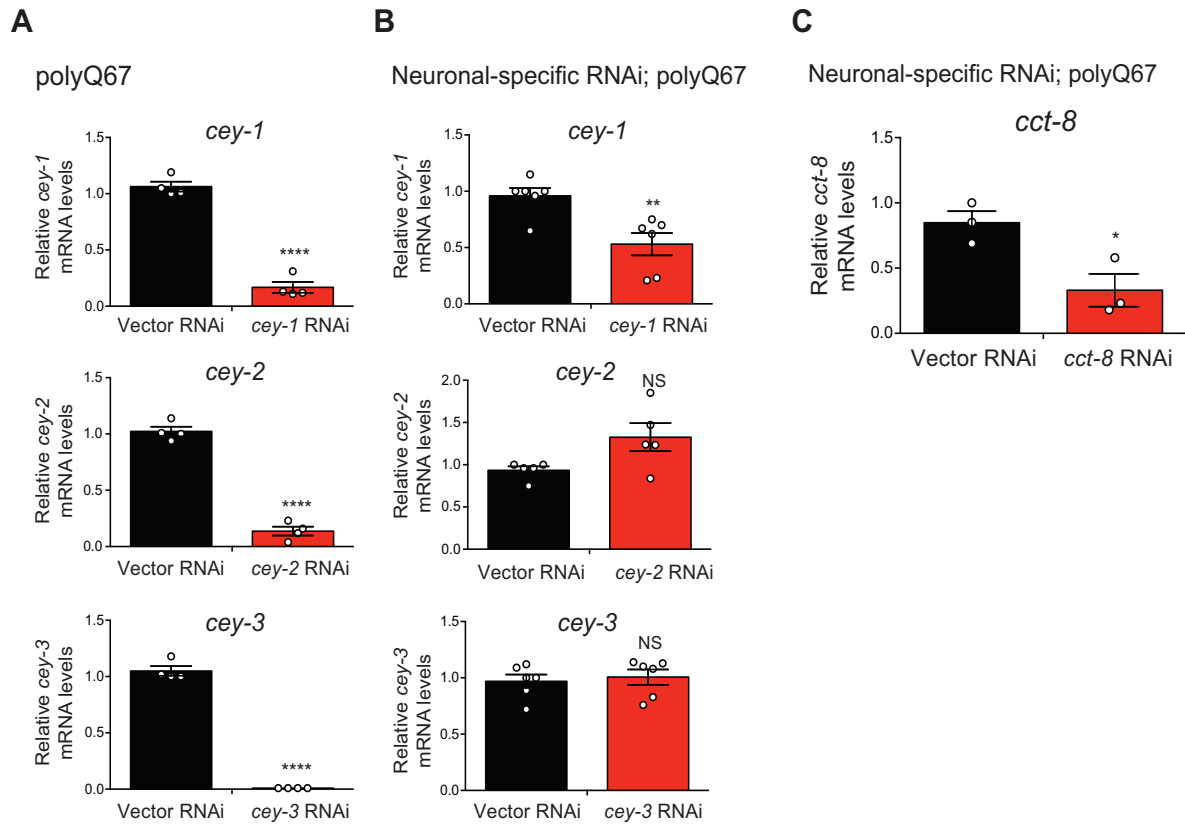 A
polyQ67
cey-1
Relative cey-1
mRNA levels
1.5
1.0
0.5
0.0
****
Vector RNAi
cey-1 RNAi
cey-2
Relative cey-2
mRNA levels
1.5
1.0
0.5
0.0
****
Vector RNAi
cey-2 RNAi
cey-3
Relative cey-3
mRNA levels
1.5
1.0
0.5
0.0
****
Vector RNAi
cey-3 RNAi
B
Neuronal-specific RNAi; polyQ67
cey-1
Relative cey-1
mRNA levels
1.5
1.0
0.5
0.0
**
Vector RNAi
cey-1 RNAi
cey-2
Relative cey-2
mRNA levels
2.0
1.5
1.0
0.5
0.0
NS
Vector RNAi
cey-2 RNAi
cey-3
Relative cey-3
mRNA levels
1.5
1.0
0.5
0.0
NS
Vector RNAi
cey-3 RNAi
C
Neuronal-specific RNAi; polyQ67
cct-8
Relative cct-8
mRNA levels
1.5
1.0
0.5
0.0
*
Vector RNAi
cct-8 RNAi